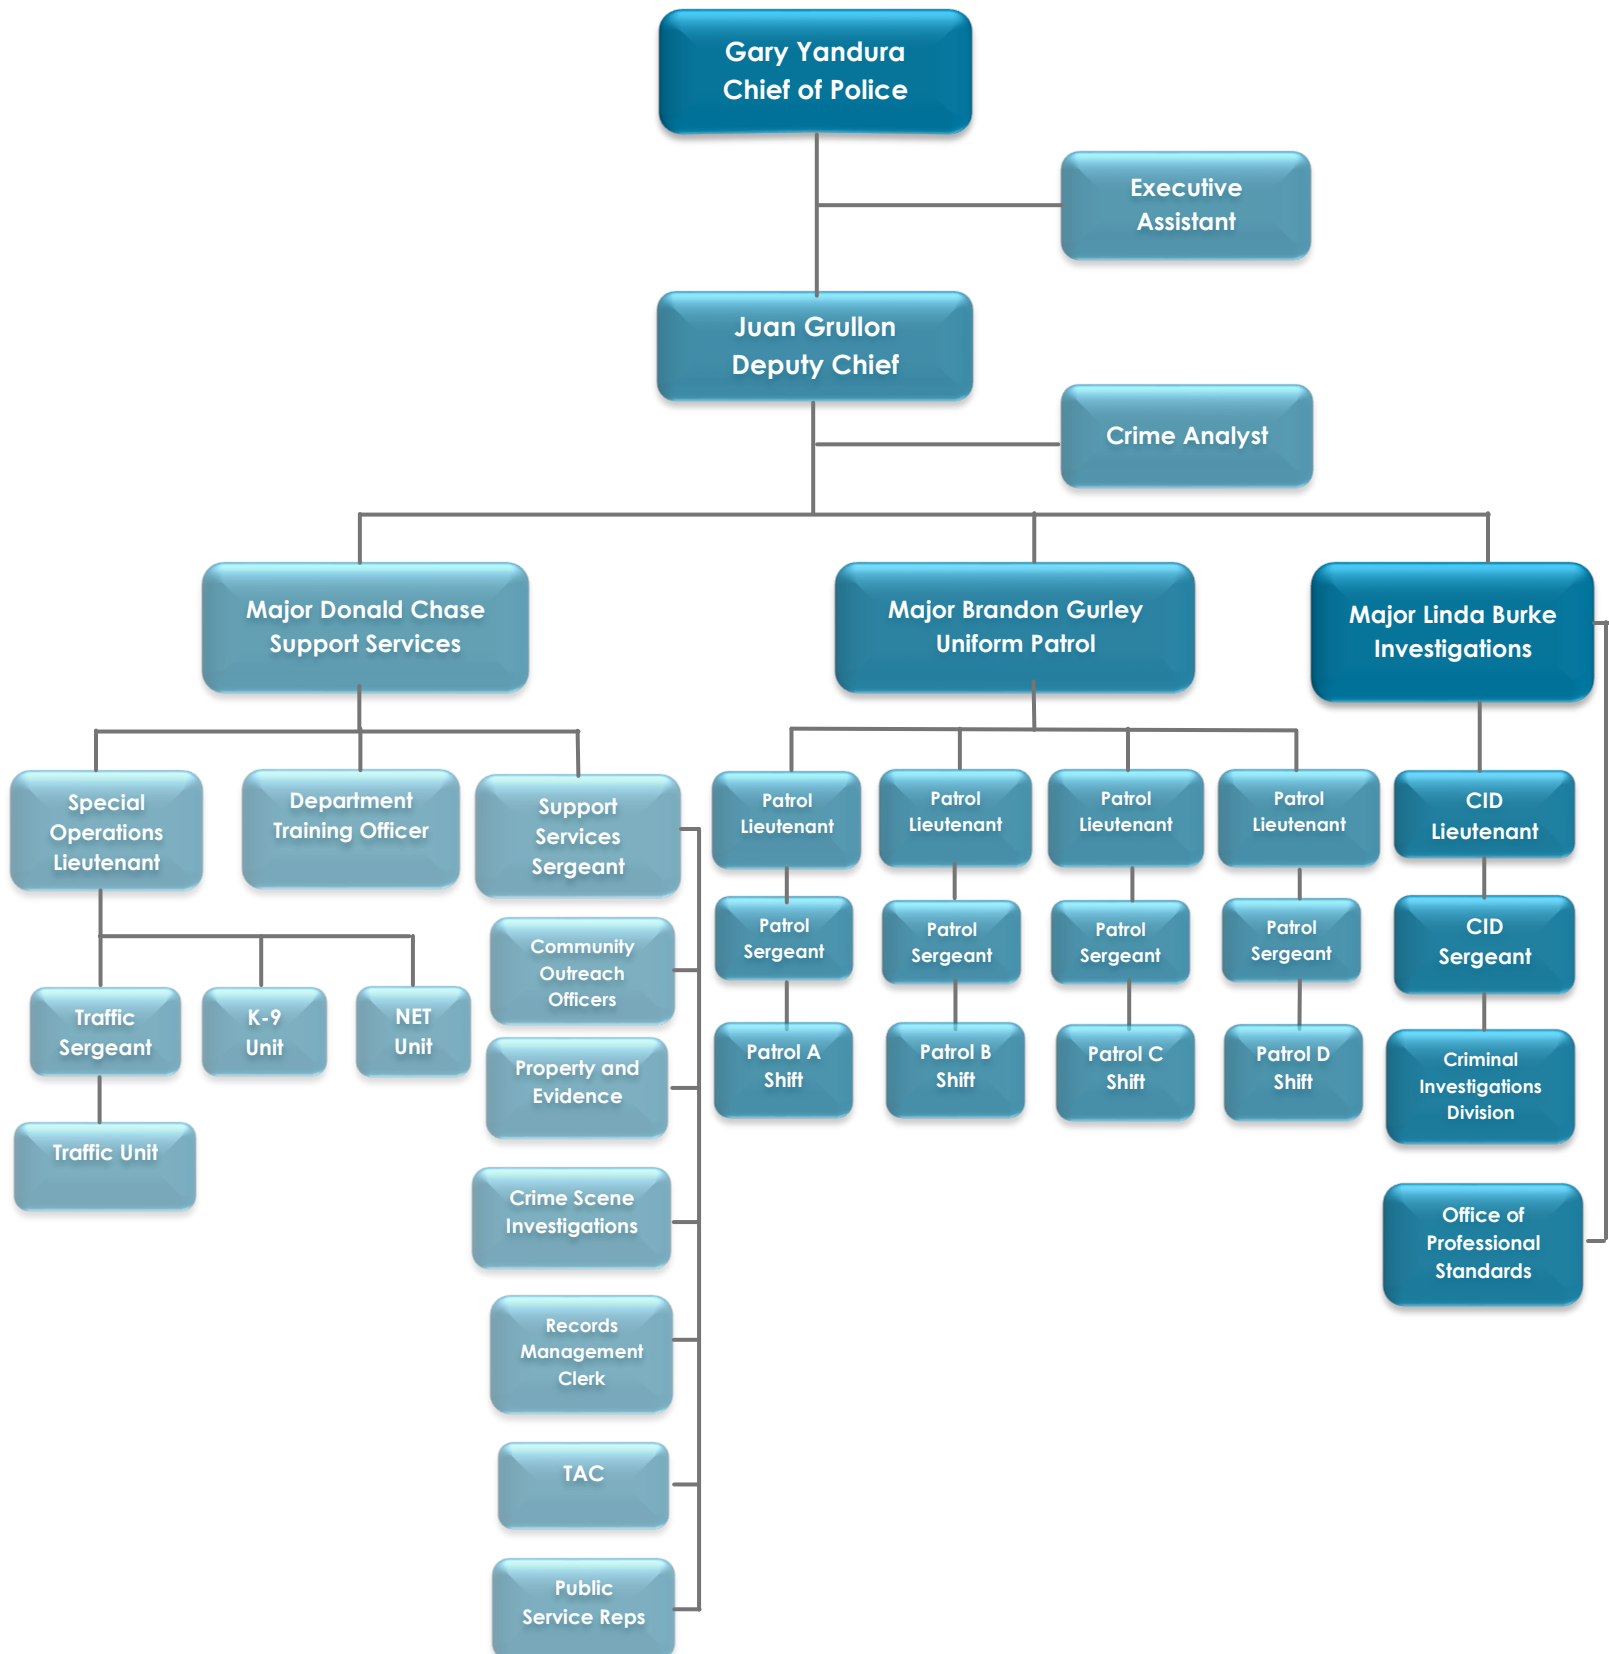 Gary Yandura
Chief of Police
Executive
Assistant
Juan Grullon
Deputy Chief
Crime Analyst
Major Donald Chase
Support Services
Major Brandon Gurley
Uniform Patrol
Major Linda Burke
Investigations
Special
Operations
Lieutenant
Department
Training Officer
Support
Services
Sergeant
Patrol
Lieutenant
Patrol
Lieutenant
Patrol
Lieutenant
Patrol
Lieutenant
CID
Lieutenant
Patrol
Sergeant
Patrol
Sergeant
Patrol
Sergeant
Patrol
Sergeant
CID
Sergeant
Community
Outreach
Officers
Traffic
Sergeant
K-9
Unit
NET
Unit
Property and
Evidence
Patrol A
Shift
Patrol B
Shift
Patrol C
Shift
Patrol D
Shift
Criminal
Investigations
Division
Traffic Unit
Crime Scene
Investigations
Office of
Professional
Standards
Records
Management
Clerk
TAC
Public
Service Reps